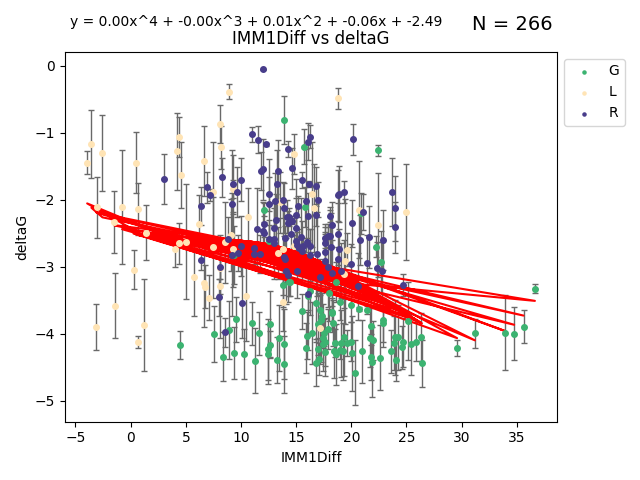 y = 0.00x^4 + -0.00x^3 + 0.01x^2 + -0.06x + -2.49
N = 266
IMM1Diff vs deltaG
G
L
R
deltaG
0
−1
−2
−3
−4
−5
−5 0 5 10 15 20 25 30 35
IMM1Diff